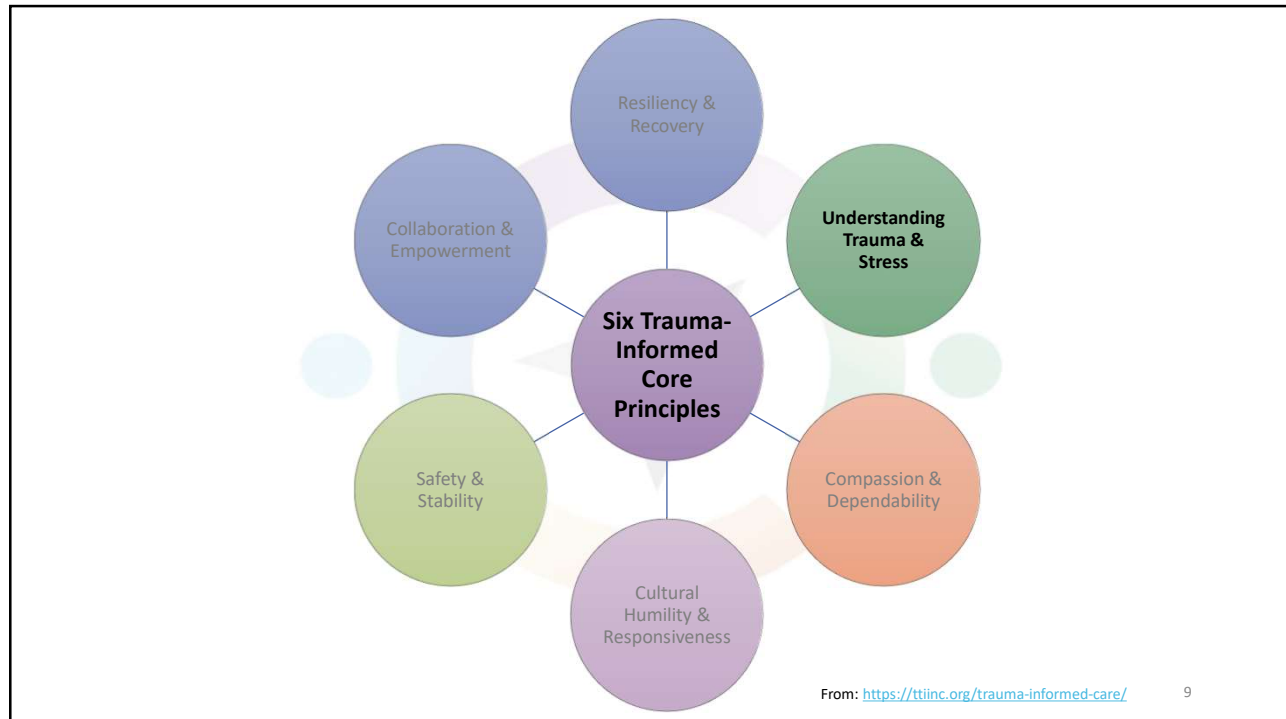 Resiliency &
Recovery
Understanding
Trauma &
Stress
Compassion &
Dependability
Cultural
Humility &
Responsiveness
Safety &
Stability
Collaboration &
Empowerment
Six Trauma-
Informed
Core
Principles
From: https://ttiinc.org/trauma-informed-care/
9